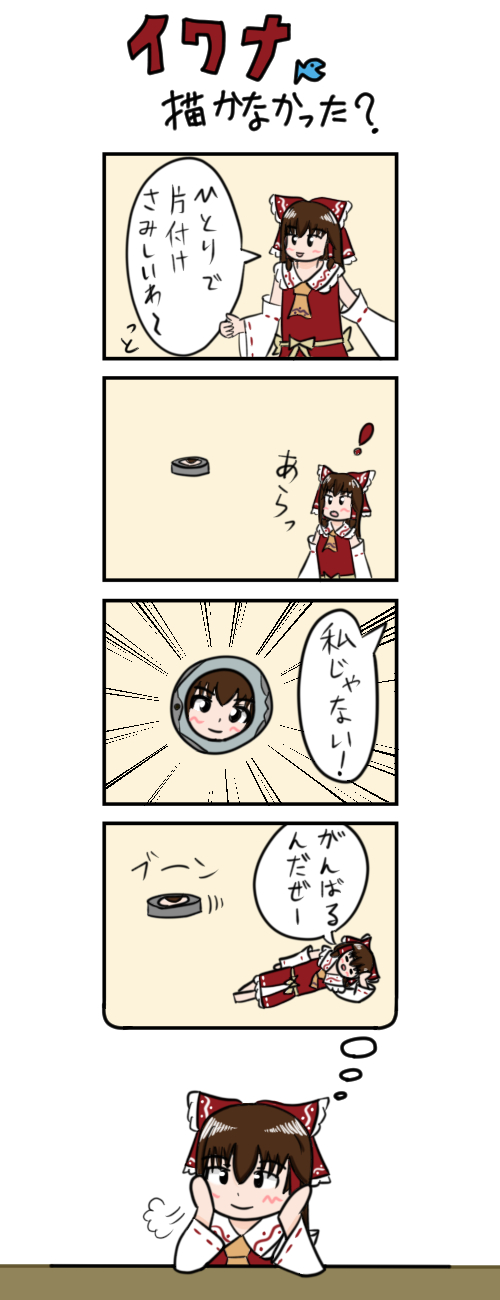 イワナ
描かなかった？
ひとりで
片付け
さみしいわ〜
っと
！
あらっ
私じゃない！
がんばる
んだぜー
ブーン